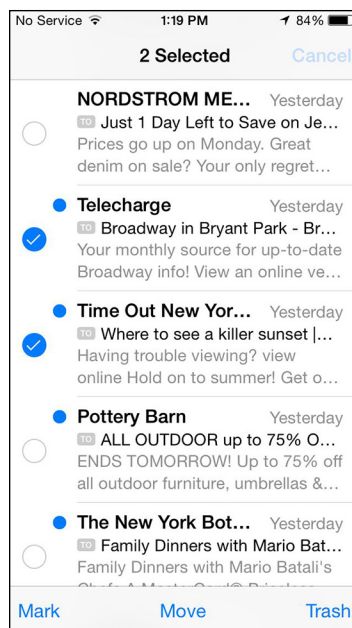 No Service 1:19 PM 84%
2 Selected Cancel
NORDSTROM ME... Yesterday
TO Just 1 Day Left to Save on Je...
Prices go up on Monday. Great
denim on sale? Your only regret...
Telecharge Yesterday
TO Broadway in Bryant Park - Br...
Your monthly source for up-to-date
Broadway info! View an online ve...
Time Out New Yor... Yesterday
TO Where to see a killer sunset |...
Having trouble viewing? view
online Hold on to summer! Get o...
Pottery Barn Yesterday
TO ALL OUTDOOR up to 75% O...
ENDS TOMORROW! Up to 75% off
all outdoor furniture, umbrellas &...
The New York Bot... Yesterday
TO Family Dinners with Mario Bat...
Family Dinners with Mario Batali's
Chefs A MasterCard® Priceless
Mark Move Trash